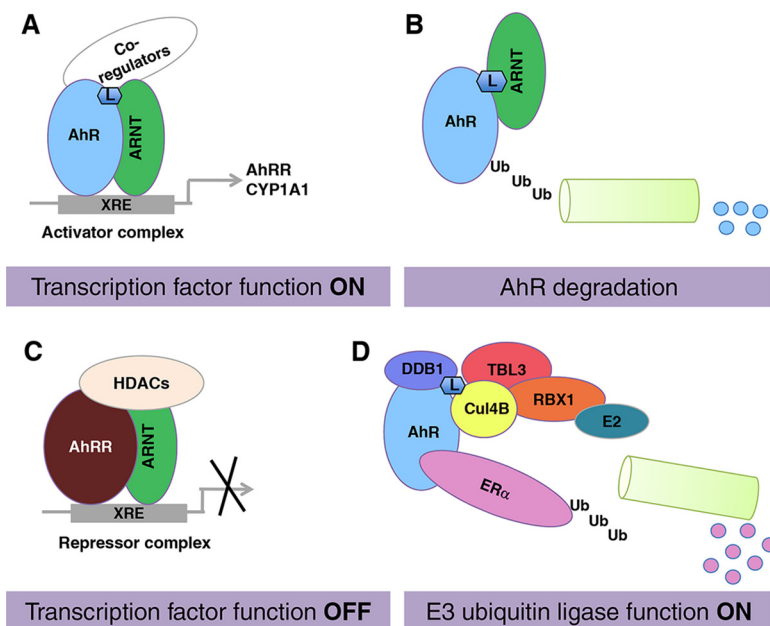 A
Co-
regulators
L
AhR
ARNT
XRE
AhRR
CYP1A1
Activator complex
Transcription factor function ON
B
ARNT
L
AhR
Ub
Ub
Ub
AhR degradation
C
HDACs
AhRR
ARNT
XRE
Repressor complex
Transcription factor function OFF
D
DDB1
TBL3
L
Cul4B
RBX1
E2
AhR
ERα
Ub
Ub
Ub
E3 ubiquitin ligase function ON